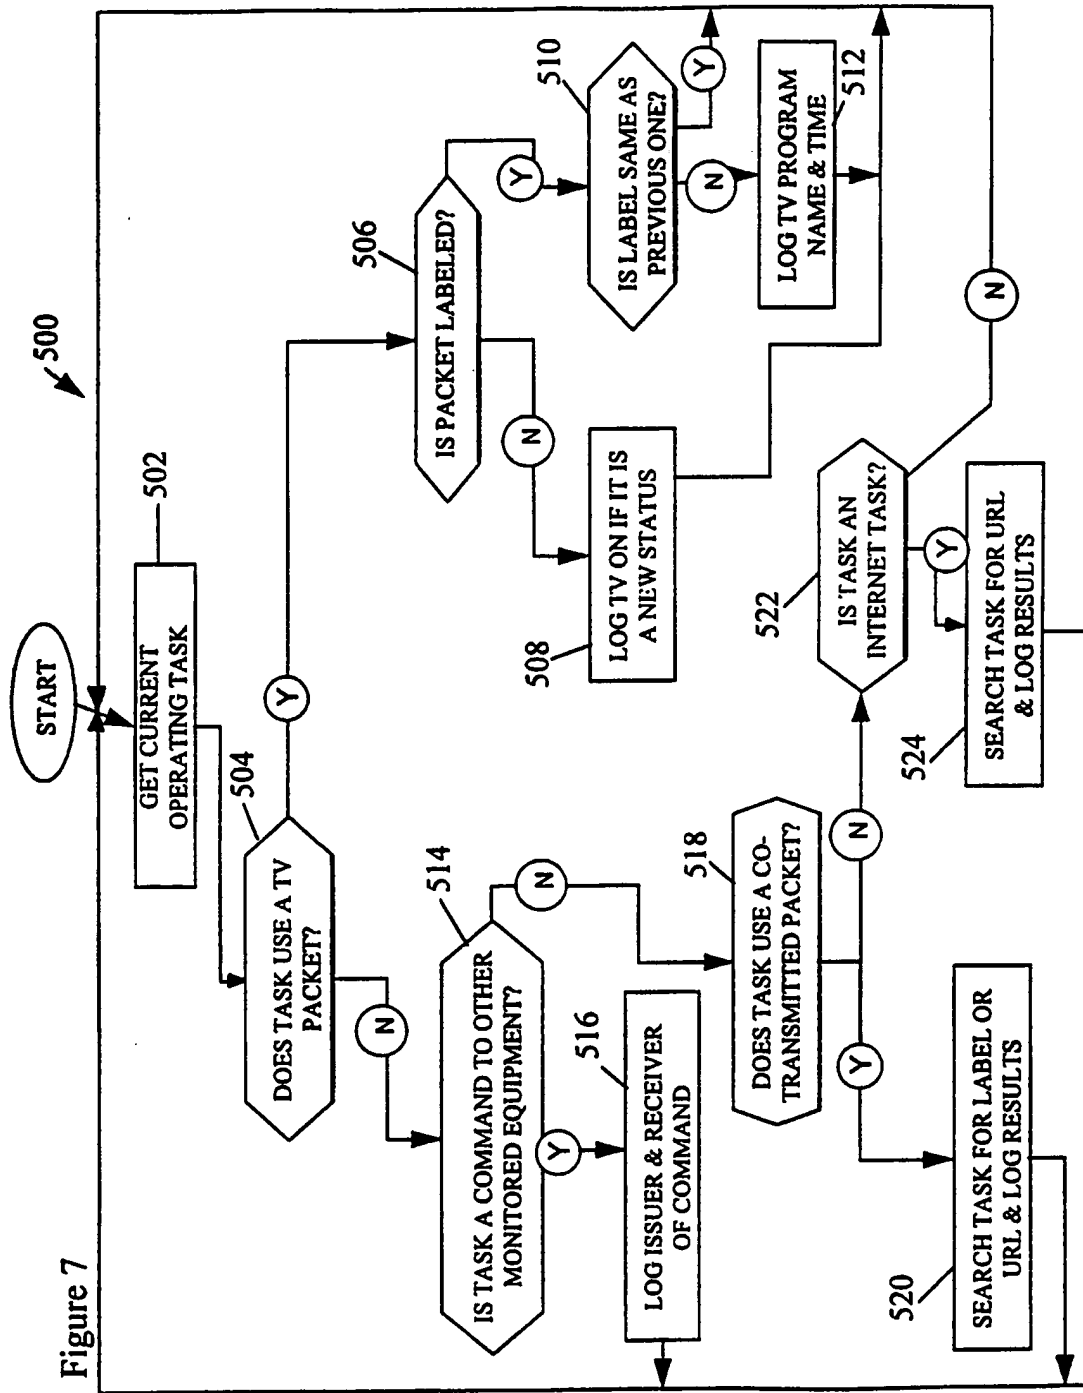 Figure 7
500
START
GET CURRENT
OPERATING TASK
502
DOES TASK USE A TV
PACKET?
504
Y
N
IS PACKET LABELED?
506
Y
N
LOG TV ON IF IT IS
A NEW STATUS
508
IS LABEL SAME AS
PREVIOUS ONE?
510
Y
N
LOG TV PROGRAM
NAME & TIME
512
IS TASK A COMMAND TO OTHER
MONITORED EQUIPMENT?
514
N
Y
LOG ISSUER & RECEIVER
OF COMMAND
516
DOES TASK USE A CO-
TRANSMITTED PACKET?
518
N
Y
SEARCH TASK FOR LABEL OR
URL & LOG RESULTS
520
IS TASK AN
INTERNET TASK?
522
N
Y
SEARCH TASK FOR URL
& LOG RESULTS
524